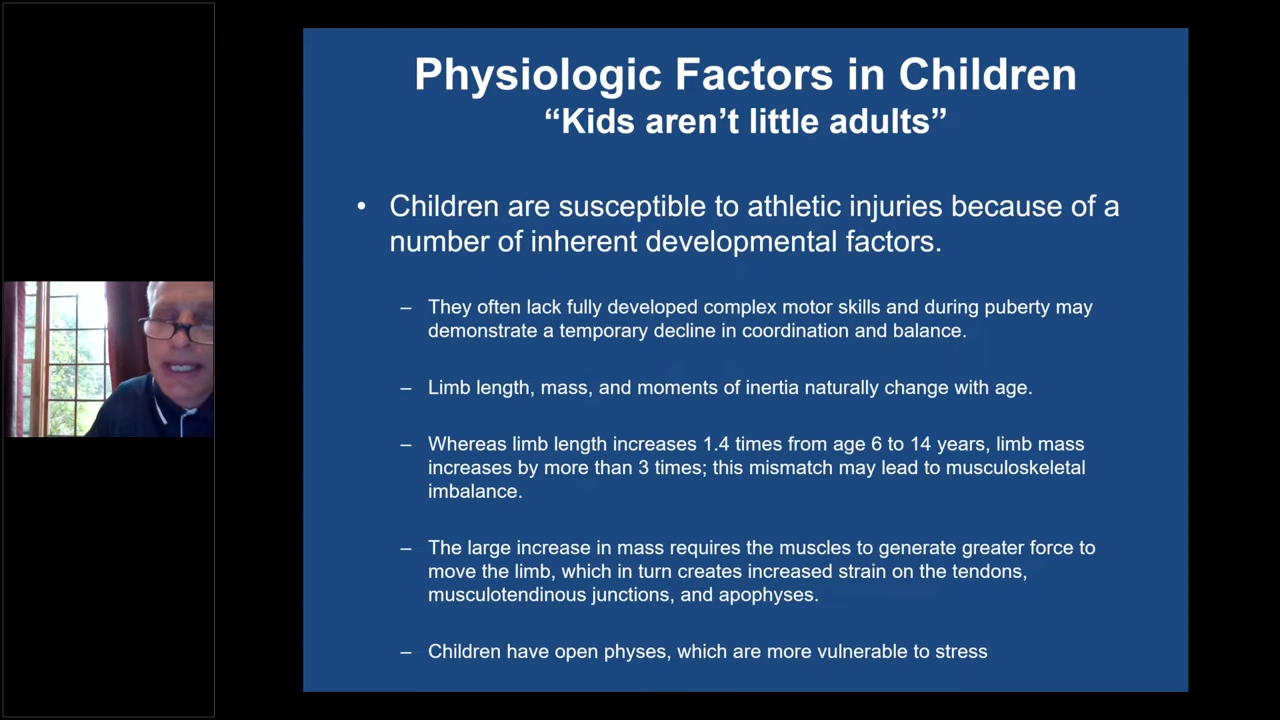 Physiologic Factors in Children
“Kids aren’t little adults”
• Children are susceptible to athletic injuries because of a
number of inherent developmental factors.
– They often lack fully developed complex motor skills and during puberty may
demonstrate a temporary decline in coordination and balance.
– Limb length, mass, and moments of inertia naturally change with age.
– Whereas limb length increases 1.4 times from age 6 to 14 years, limb mass
increases by more than 3 times; this mismatch may lead to musculoskeletal
imbalance.
– The large increase in mass requires the muscles to generate greater force to
move the limb, which in turn creates increased strain on the tendons,
musculotendinous junctions, and apophyses.
– Children have open physes, which are more vulnerable to stress